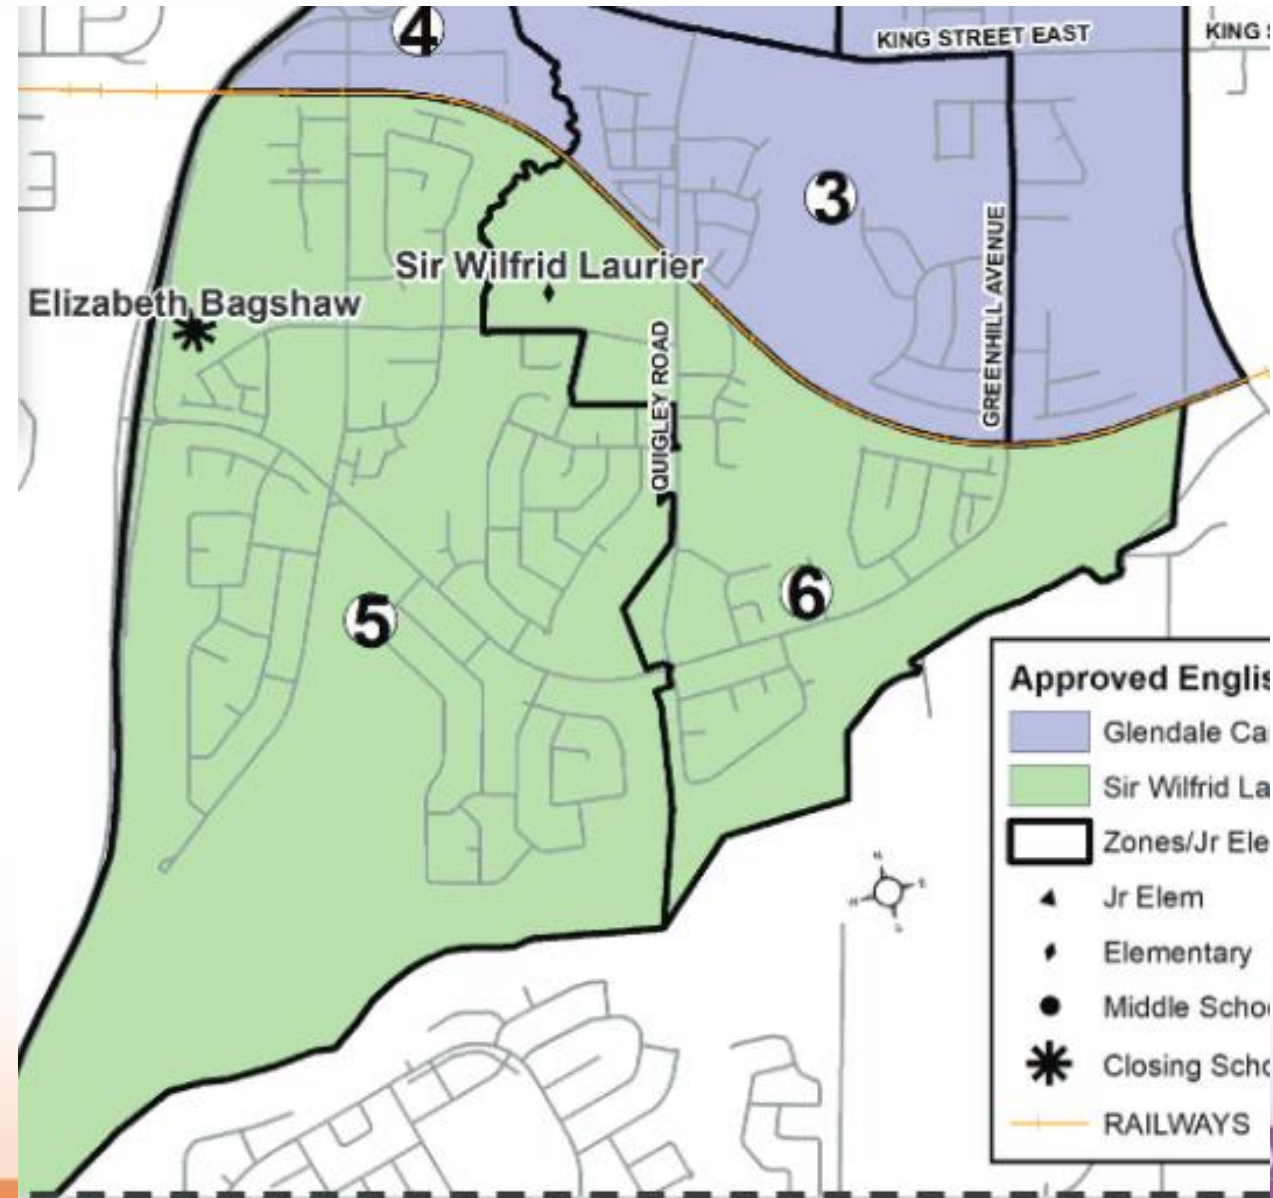 4
KING STREET EAST
KING
3
GREENHILL AVENUE
Sir Wilfrid Laurier
Elizabeth Bagshaw
QUIGLEY ROAD
5
6
Approved Englis
Glendale Ca
Sir Wilfrid La
Zones/Jr Ele
Jr Elem
Elementary
Middle Scho
Closing Scho
RAILWAYS